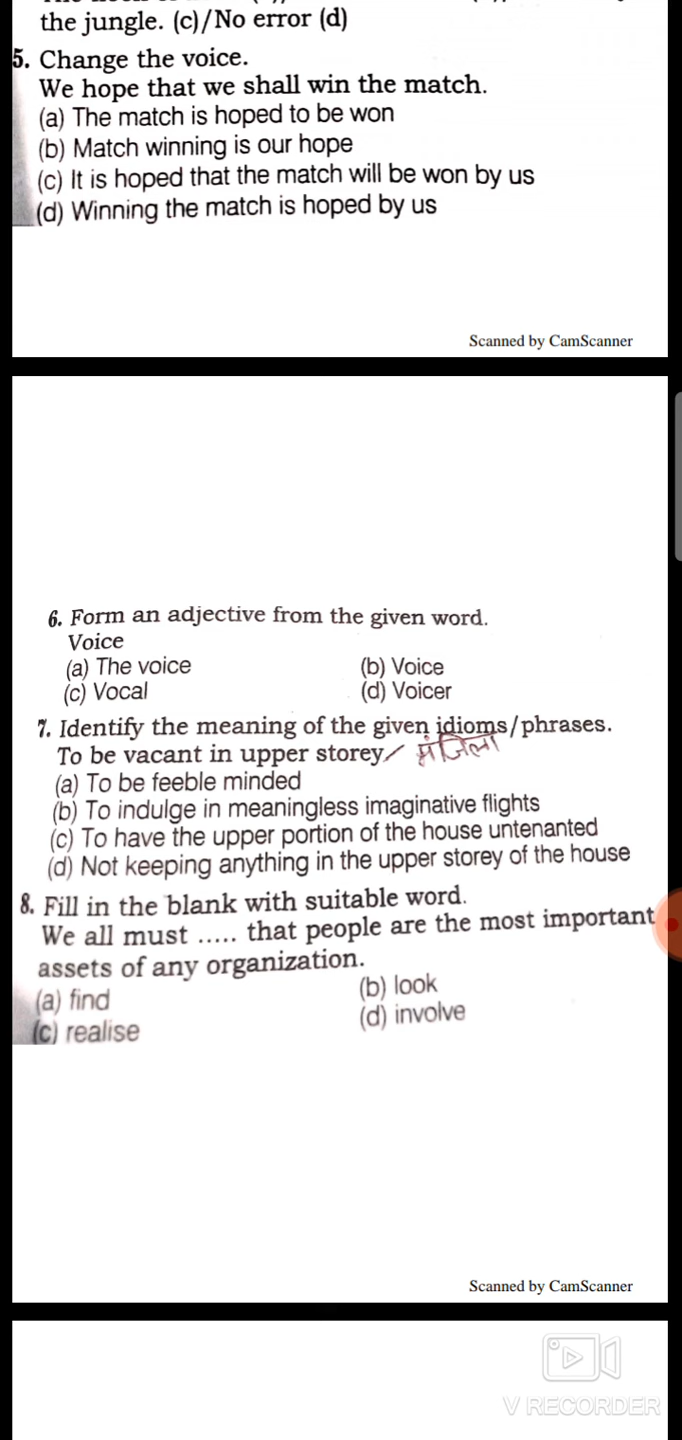 the jungle. (c)/No error (d)
5. Change the voice.
We hope that we shall win the match.
(a) The match is hoped to be won
(b) Match winning is our hope
(c) It is hoped that the match will be won by us
(d) Winning the match is hoped by us
Scanned by CamScanner
6. Form an adjective from the given word.
Voice
(a) The voice (b) Voice
(c) Vocal (d) Voicer
7. Identify the meaning of the given idioms/phrases.
To be vacant in upper storey
(a) To be feeble minded
(b) To indulge in meaningless imaginative flights
(c) To have the upper portion of the house untenanted
(d) Not keeping anything in the upper storey of the house
8. Fill in the blank with suitable word.
We all must ..... that people are the most important
assets of any organization.
(a) find (b) look
(c) realise (d) involve
Scanned by CamScanner
V RECORDER